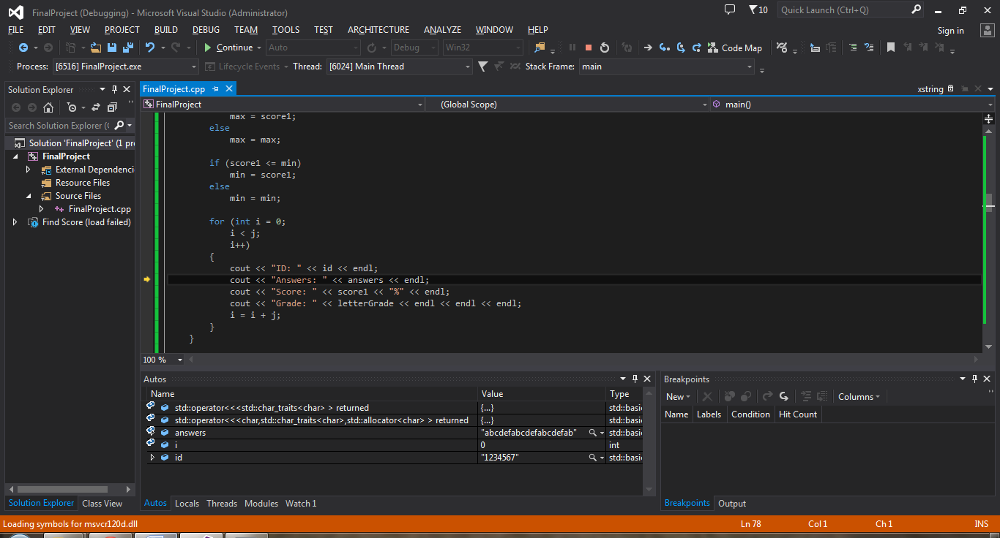 FinalProject (Debugging) - Microsoft Visual Studio (Administrator)
10
Quick Launch (Ctrl+Q)
FILE EDIT VIEW PROJECT BUILD DEBUG TEAM TOOLS TEST ARCHITECTURE ANALYZE WINDOW HELP
Sign in
Continue Auto Debug Win32 Code Map
Process: [6516] FinalProject.exe Lifecycle Events Thread: [6024] Main Thread Stack Frame: main
Solution Explorer
Search Solution Explorer (
Solution 'FinalProject' (1 pr
FinalProject
External Dependenci
Resource Files
Source Files
FinalProject.cpp
Find Score (load failed)
Solution Explorer Class View
FinalProject.cpp
xstring
FinalProject (Global Scope) main()
max = score1;
else
max = max;
if (score1 <= min)
min = score1;
else
min = min;
for (int i = 0;
i < j;
i++)
{
cout << "ID: " << id << endl;
cout << "Answers: " << answers << endl;
cout << "Score: " << score1 << "%" << endl;
cout << "Grade: " << letterGrade << endl << endl << endl;
i = i + j;
}
}
100 %
Autos
Name Value Type
std::operator<<<std::char_traits<char> > returned {...} std::basic
std::operator<<<char,std::char_traits<char>,std::allocator<char> > returned {...} std::basic
answers "abcdefabcdefabcdefab" std::basic
i 0 int
id "1234567" std::basic
Autos Locals Threads Modules Watch 1
Breakpoints
New Columns
Name Labels Condition Hit Count
Breakpoints Output
Loading symbols for msvcr120d.dll Ln 78 Col 1 Ch 1 INS